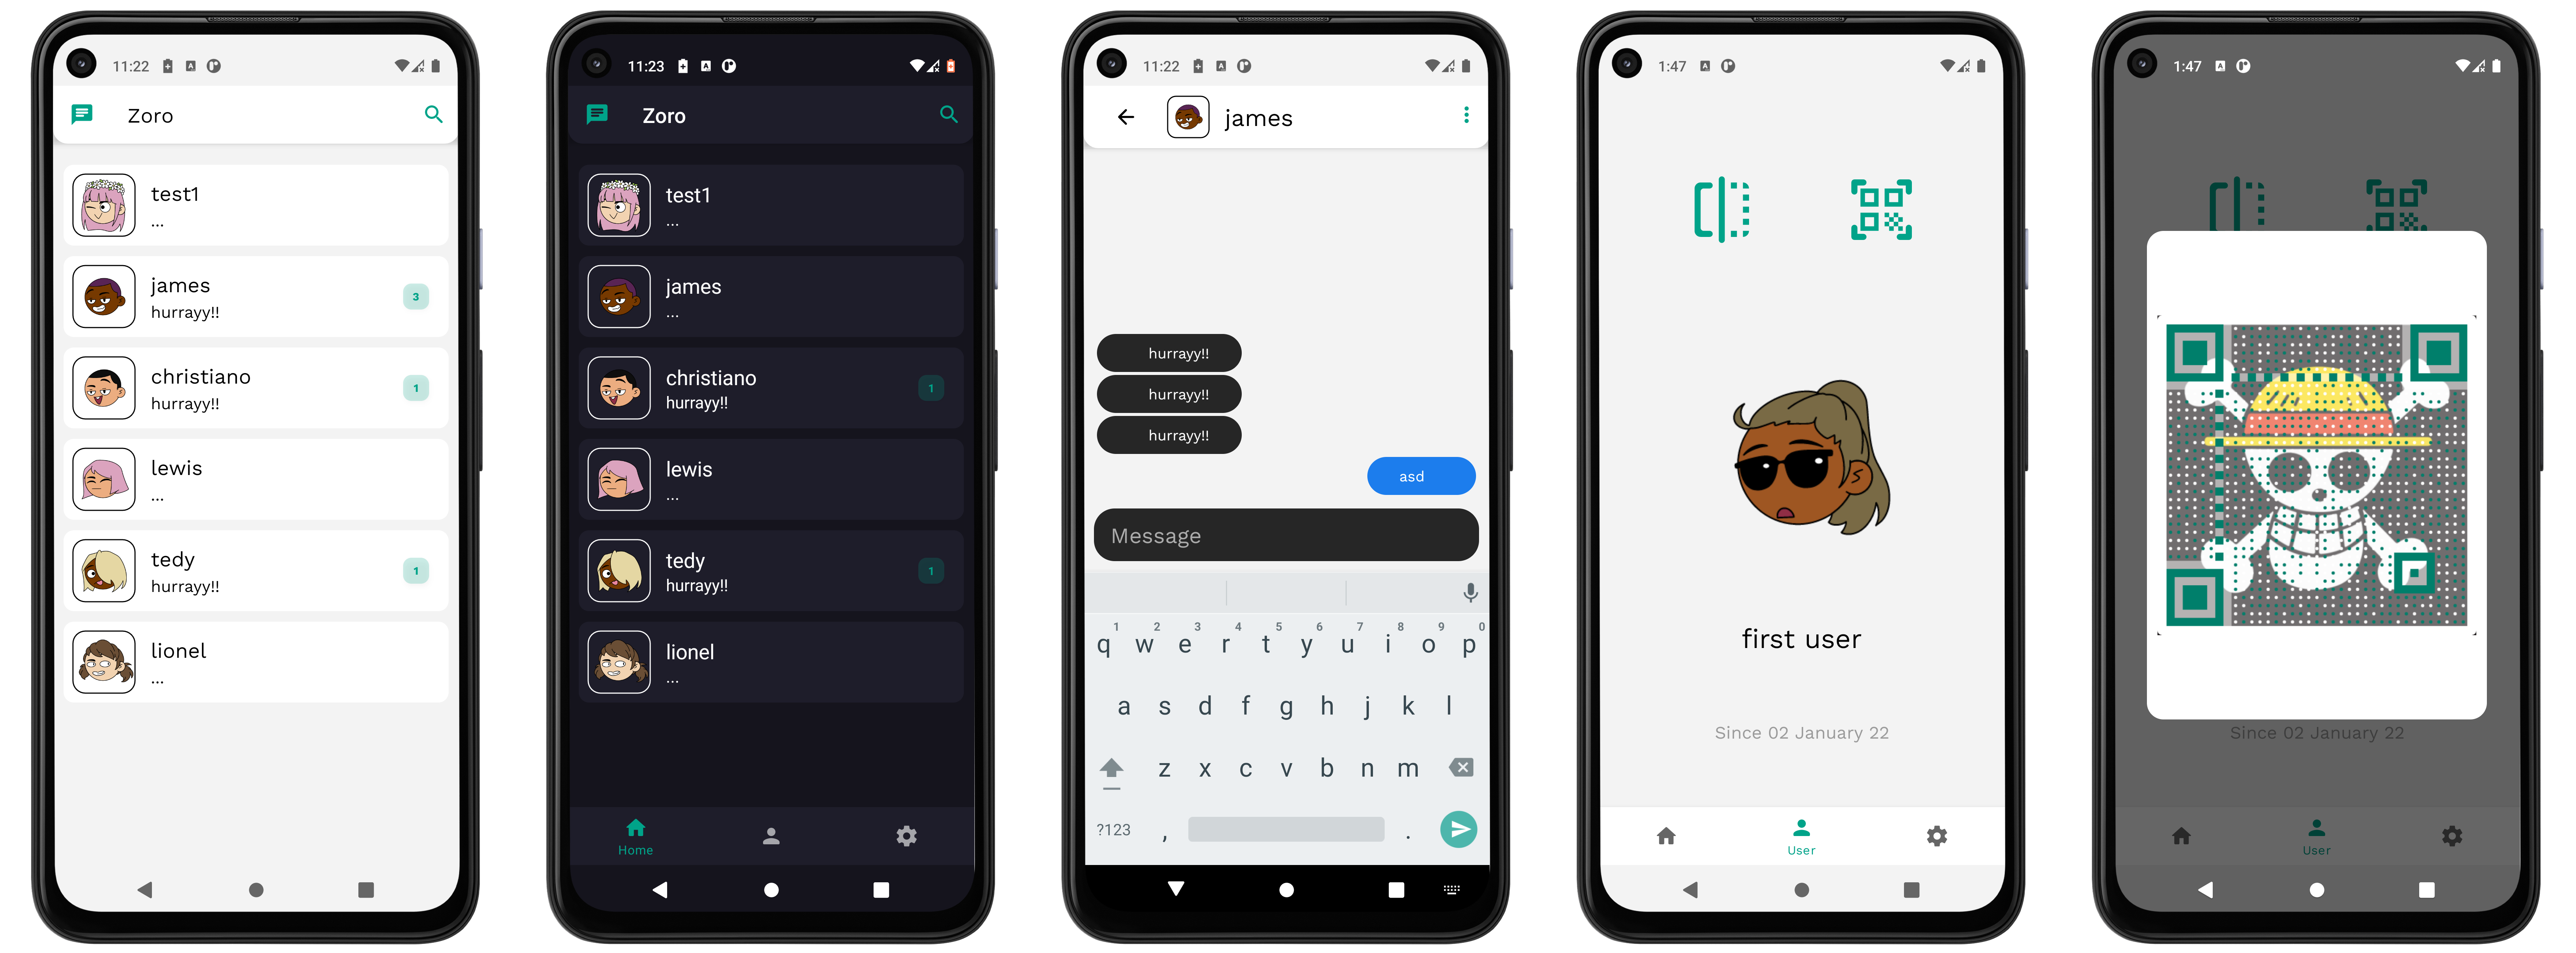 11:22
Zoro
test1
...
james
hurrayy!!
3
christiano
hurrayy!!
1
lewis
...
tedy
hurrayy!!
1
lionel
...
11:23
Zoro
test1
...
james
...
christiano
hurrayy!!
1
lewis
...
tedy
hurrayy!!
1
lionel
...
Home
11:22
james
hurrayy!!
hurrayy!!
hurrayy!!
asd
Message
1 2 3 4 5 6 7 8 9 0
q w e r t y u i o p
a s d f g h j k l
z x c v b n m
?123 , .
1:47
first user
Since 02 January 22
User
1:47
Since 02 January 22
User